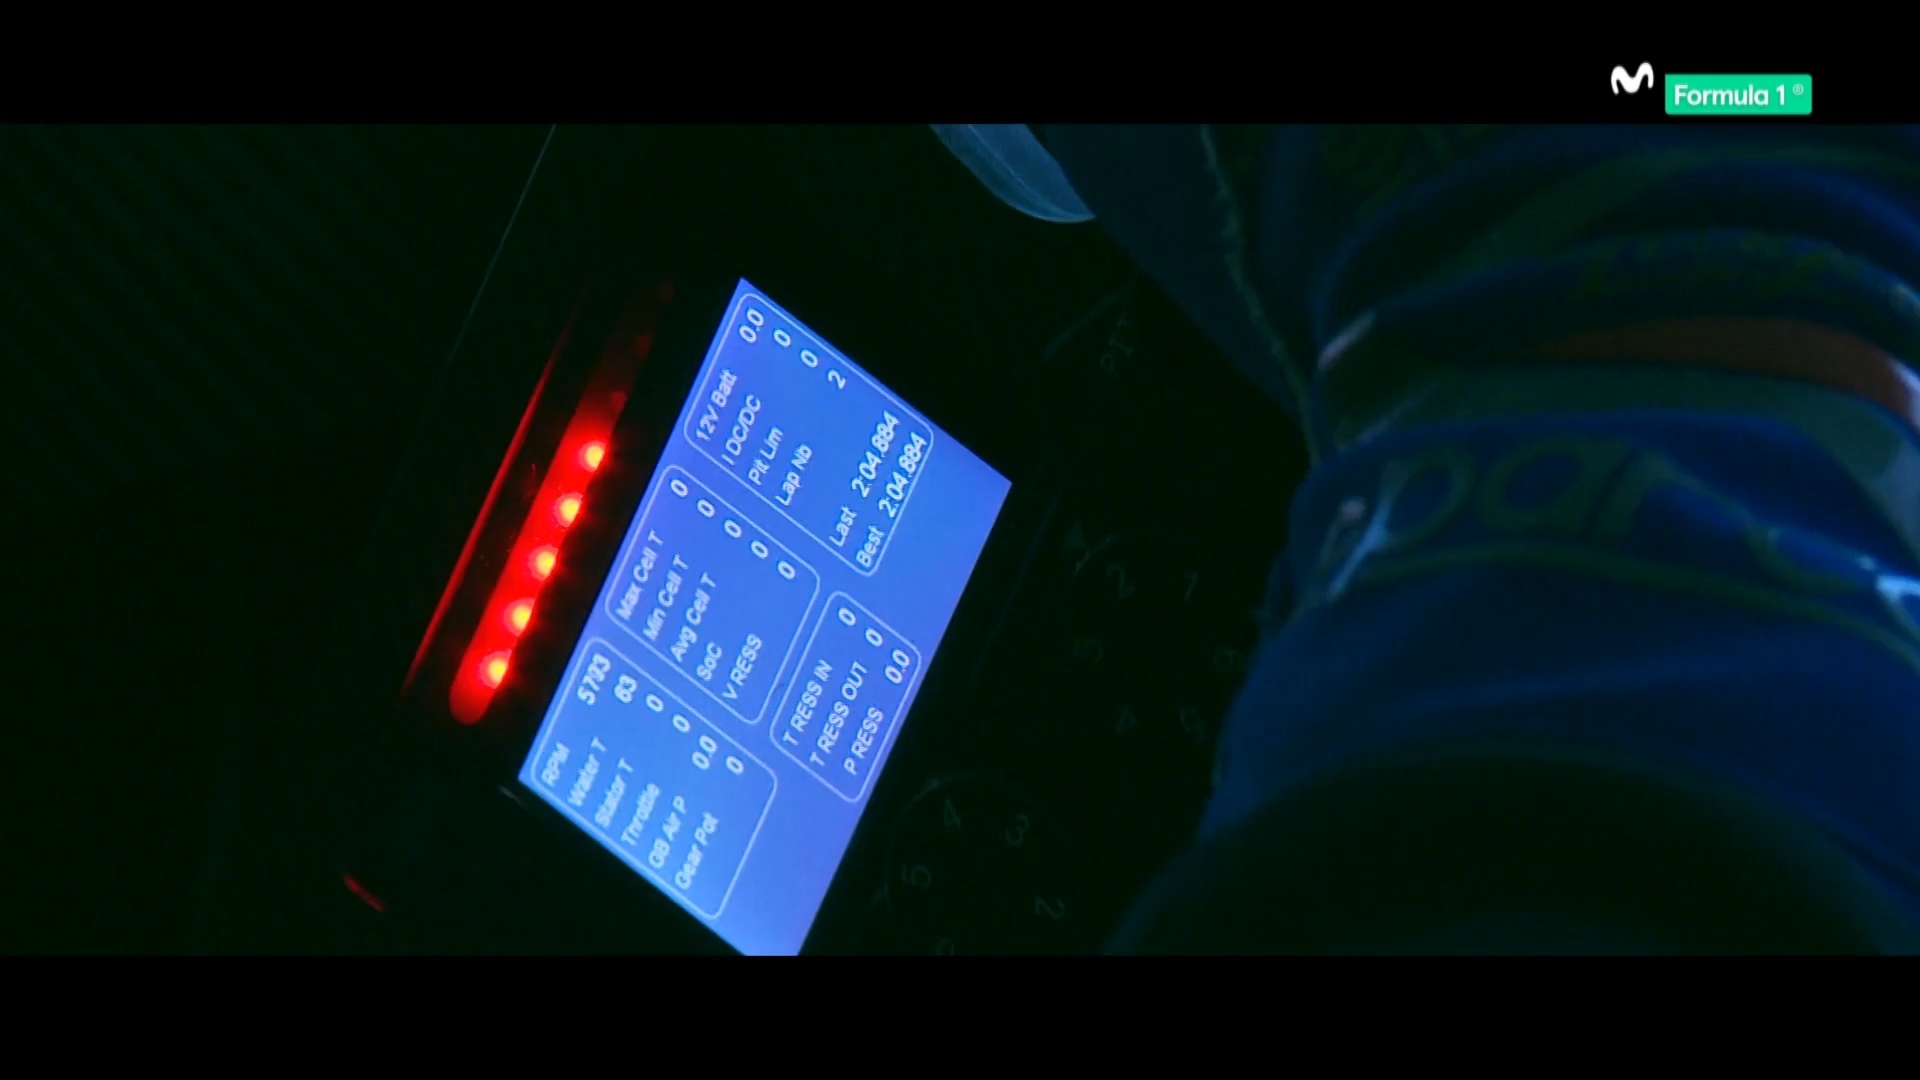 Formula 1®
RPM 5793
Water T 63
Stator T 0
Throttle 0
GB Air P 0.0
Gear Pot 0
Max Cell T 0
Min Cell T 0
Avg Cell T 0
SoC 0
V RESS 0
12V Batt 0.0
I DC/DC 0
Pit Lim 0
Lap Nb 2
Last 2:04.884
Best 2:04.884
T RESS IN 0
T RESS OUT 0
P RESS 0.0
PIT